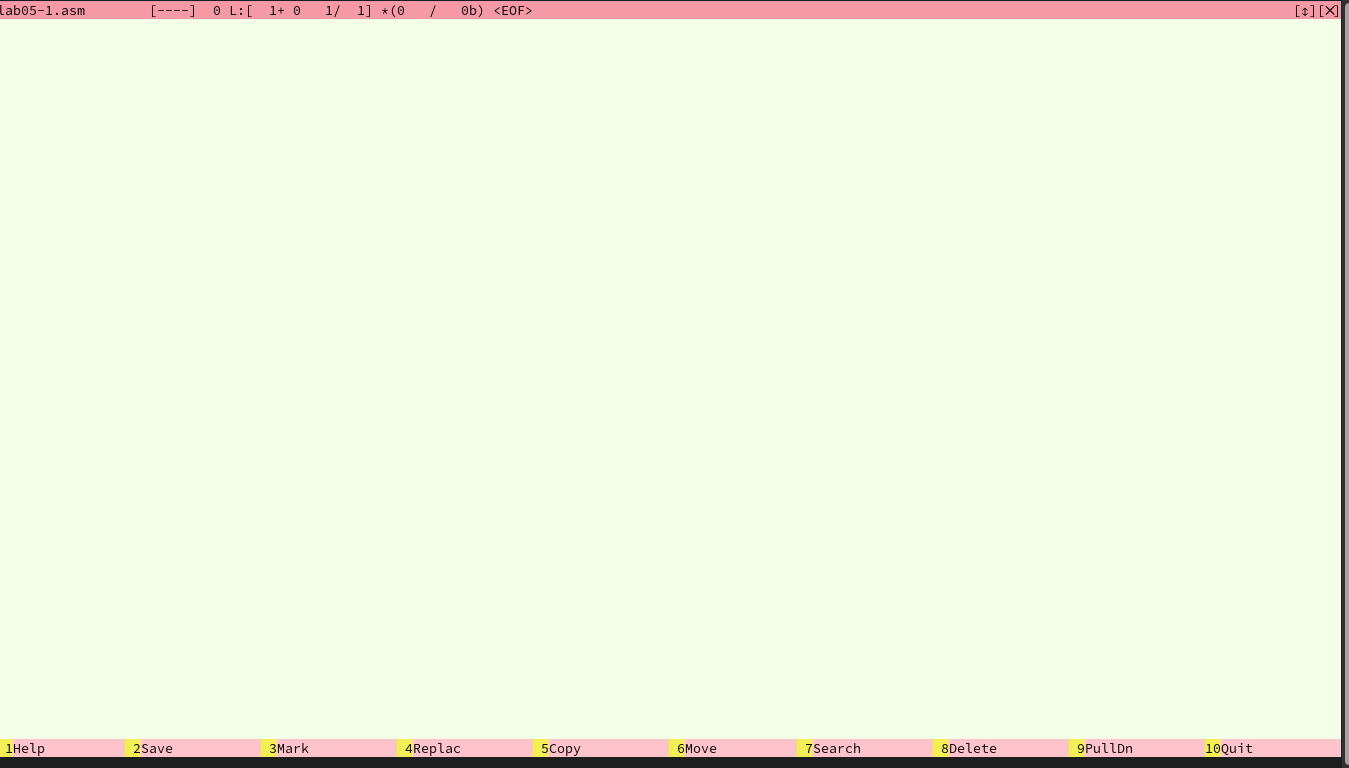 lab05-1.asm [----] 0 L:[ 1+ 0 1/ 1] *(0 / 0b) <EOF> [↕][X]
1Help 2Save 3Mark 4Replac 5Copy 6Move 7Search 8Delete 9PullDn 10Quit